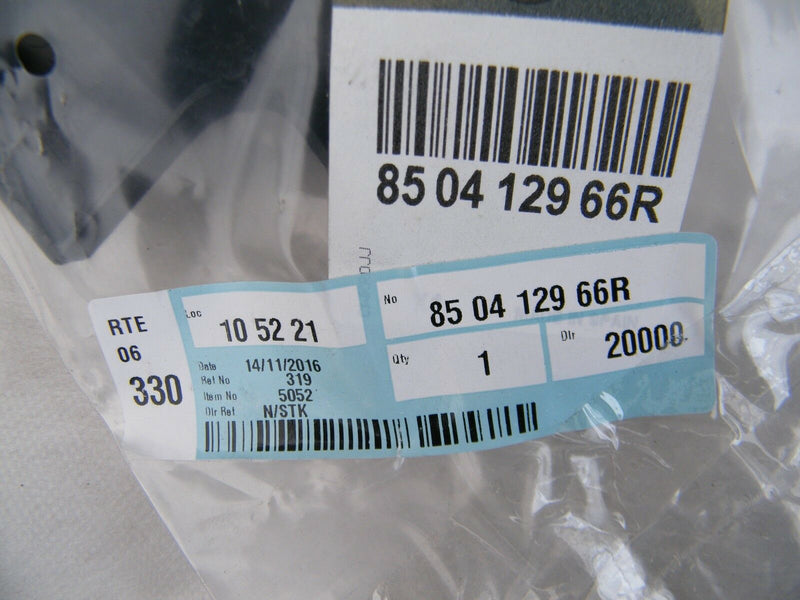 85 04 129 66R
RTE
06
330
Loc
10 52 21
No
85 04 129 66R
Date 14/11/2016
Ref No 319
Item No 5052
Dlr Ref N/STK
Qty
1
Dlr
20000